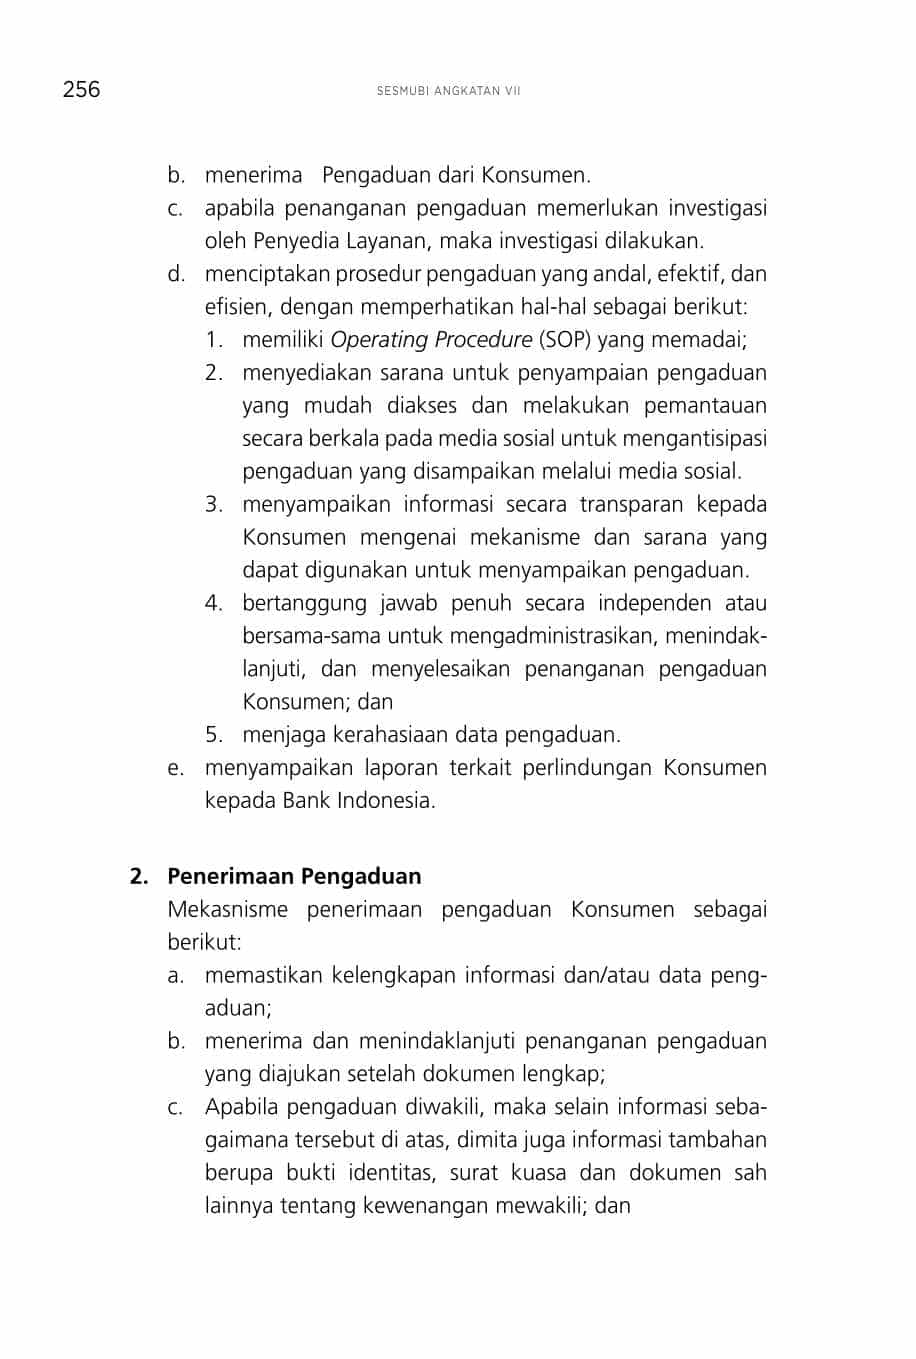 256
SESMUBI ANGKATAN VII
b. menerima Pengaduan dari Konsumen.
c. apabila penanganan pengaduan memerlukan investigasi
oleh Penyedia Layanan, maka investigasi dilakukan.
d. menciptakan prosedur pengaduan yang andal, efektif, dan
efisien, dengan memperhatikan hal-hal sebagai berikut:
1. memiliki Operating Procedure (SOP) yang memadai;
2. menyediakan sarana untuk penyampaian pengaduan
yang mudah diakses dan melakukan pemantauan
secara berkala pada media sosial untuk mengantisipasi
pengaduan yang disampaikan melalui media sosial.
3. menyampaikan informasi secara transparan kepada
Konsumen mengenai mekanisme dan sarana yang
dapat digunakan untuk menyampaikan pengaduan.
4. bertanggung jawab penuh secara independen atau
bersama-sama untuk mengadministrasikan, menindak-
lanjuti, dan menyelesaikan penanganan pengaduan
Konsumen; dan
5. menjaga kerahasiaan data pengaduan.
e. menyampaikan laporan terkait perlindungan Konsumen
kepada Bank Indonesia.
2. Penerimaan Pengaduan
Mekasnisme penerimaan pengaduan Konsumen sebagai
berikut:
a. memastikan kelengkapan informasi dan/atau data peng-
aduan;
b. menerima dan menindaklanjuti penanganan pengaduan
yang diajukan setelah dokumen lengkap;
c. Apabila pengaduan diwakili, maka selain informasi seba-
gaimana tersebut di atas, dimita juga informasi tambahan
berupa bukti identitas, surat kuasa dan dokumen sah
lainnya tentang kewenangan mewakili; dan